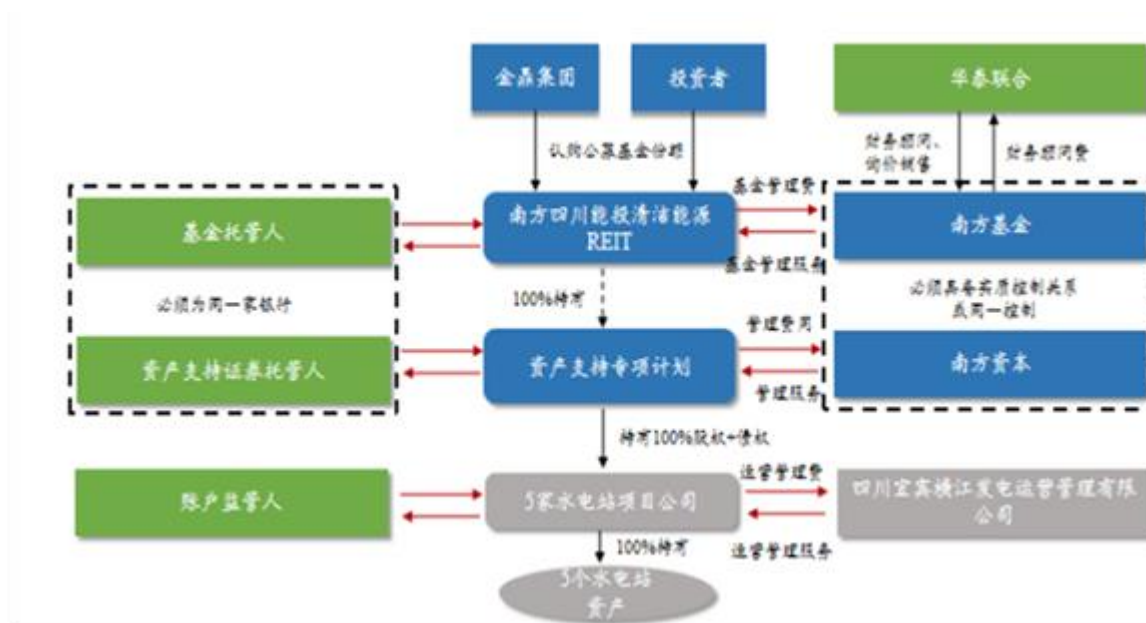 金鼎集团
投资者
华泰联合
认购公募基金份额
财务顾问、
询价销售
财务顾问费
基金托管人
南方四川能投清洁能源
REIT
基金管理费
基金管理服务
南方基金
必须为同一家银行
100%持有
必须具备实质控制关系
或同一控制
资产支持证券托管人
资产支持专项计划
管理费用
管理服务
南方资本
持有100%股权+债权
账户监管人
5家水电站项目公司
运营管理费
运营管理服务
四川宜宾横江发电运营管理有限
公司
100%持有
5个水电站
资产